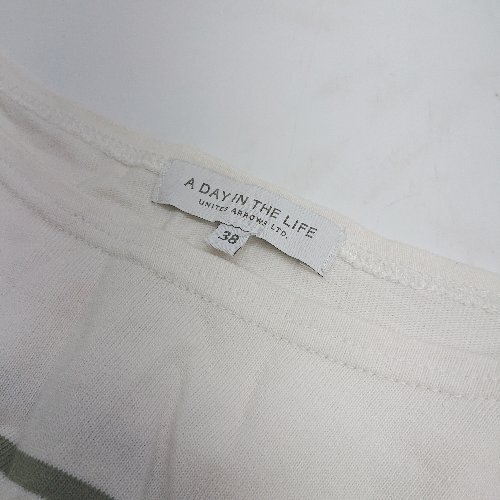 A DAY IN THE LIFE
UNITED ARROWS LTD.
38